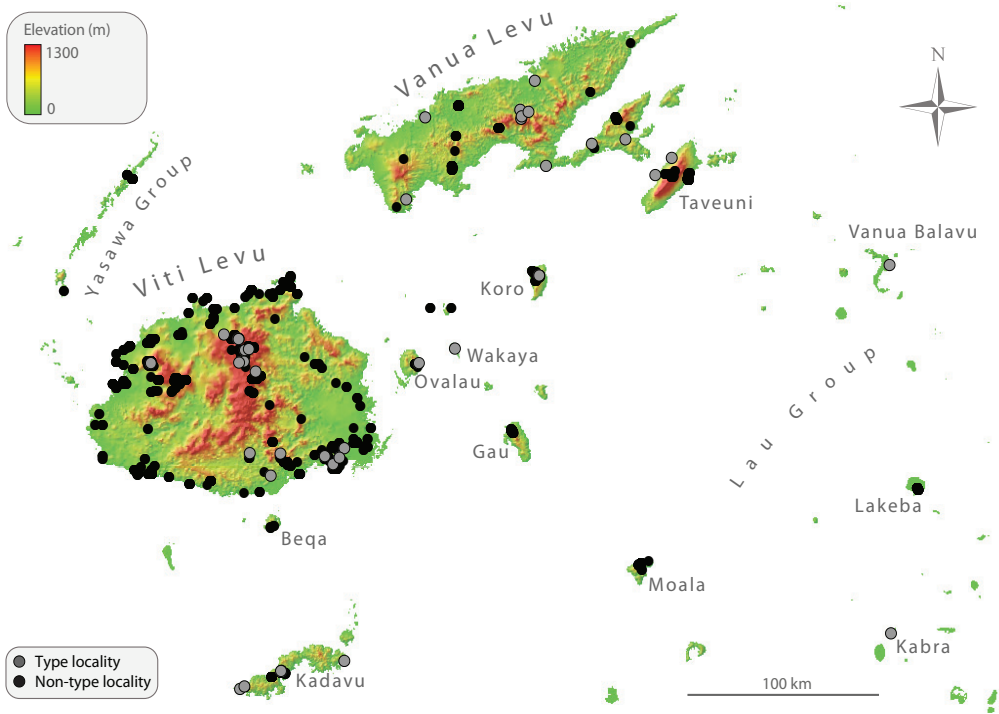 Elevation (m)
1300
0
Vanua Levu
N
Yasawa Group
Taveuni
Vanua Balavu
Viti Levu
Koro
Wakaya
Ovalau
Lau Group
Gau
Lakeba
Beqa
Moala
Kabra
Type locality
Non-type locality
Kadavu
100 km